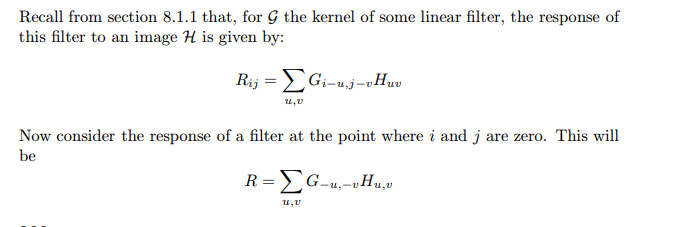 Recall from section 8.1.1 that, for 𝒢 the kernel of some linear filter, the response of
this filter to an image ℋ is given by:
R_{ij} = \sum_{u,v} G_{i-u,j-v} H_{uv}
Now consider the response of a filter at the point where i and j are zero. This will
be
R = \sum_{u,v} G_{-u,-v} H_{u,v}